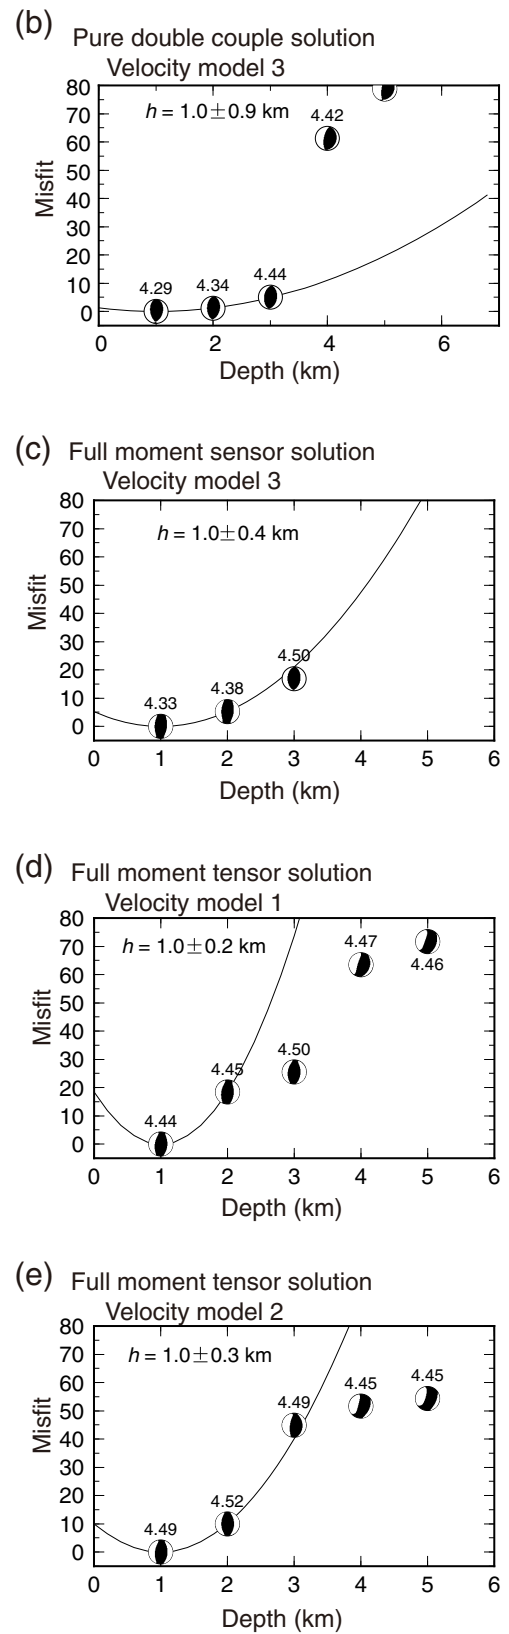 (b) Pure double couple solution
Velocity model 3
80
70
60
50
40
30
20
10
0
Misfit
h = 1.0±0.9 km
4.29
4.34
4.44
4.42
0 2 4 6
Depth (km)
(c) Full moment sensor solution
Velocity model 3
80
70
60
50
40
30
20
10
0
Misfit
h = 1.0±0.4 km
4.33
4.38
4.50
0 1 2 3 4 5 6
Depth (km)
(d) Full moment tensor solution
Velocity model 1
80
70
60
50
40
30
20
10
0
Misfit
h = 1.0±0.2 km
4.44
4.45
4.50
4.47
4.46
0 1 2 3 4 5 6
Depth (km)
(e) Full moment tensor solution
Velocity model 2
80
70
60
50
40
30
20
10
0
Misfit
h = 1.0±0.3 km
4.49
4.52
4.49
4.45
4.45
0 1 2 3 4 5 6
Depth (km)